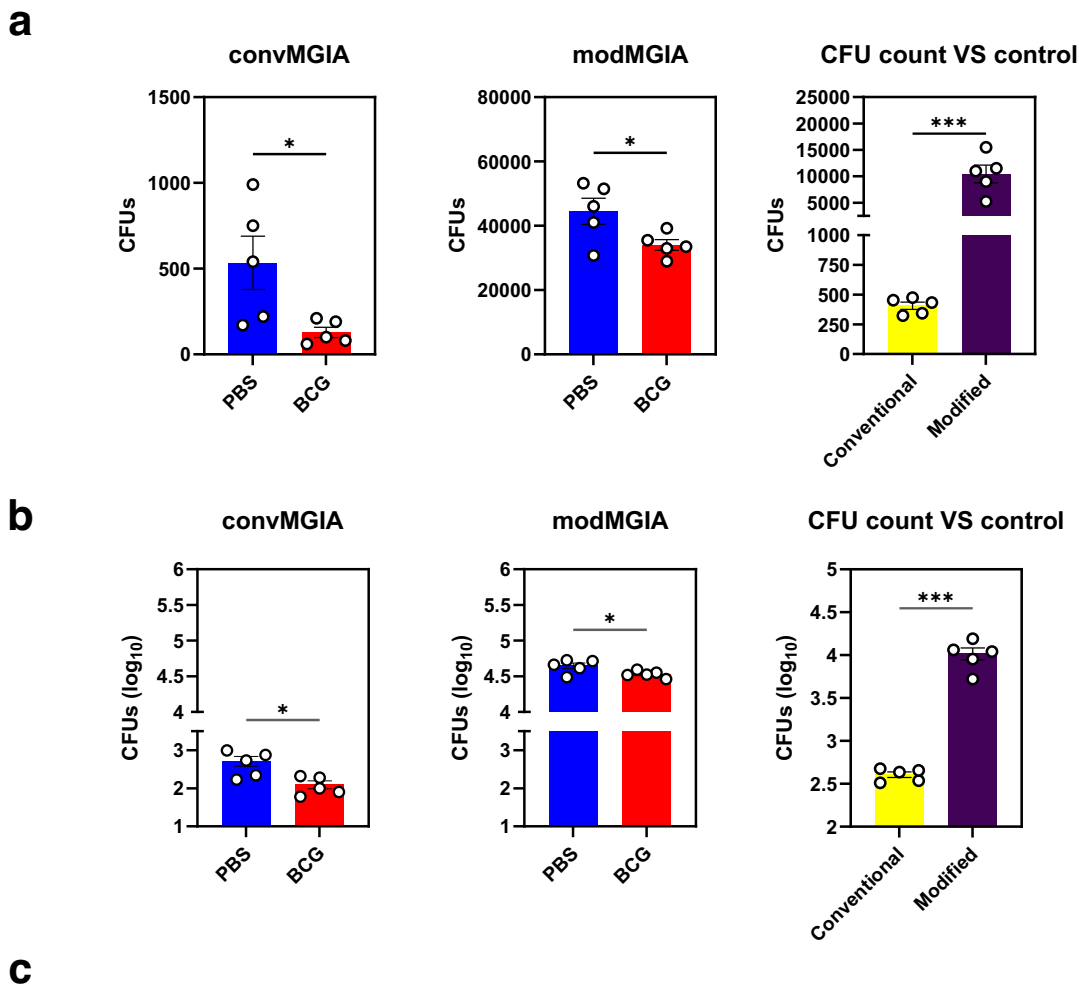 a
convMGIA
modMGIA
CFU count VS control
CFUs
1500
1000
500
0
*
PBS
BCG
CFUs
80000
60000
40000
20000
0
*
PBS
BCG
CFUs
25000
20000
15000
10000
5000
1000
750
500
250
0
***
Conventional
Modified
b
convMGIA
modMGIA
CFU count VS control
CFUs (log₁₀)
6
5.5
5
4.5
4
3
2
1
*
PBS
BCG
CFUs (log₁₀)
6
5.5
5
4.5
4
3
2
1
*
PBS
BCG
CFUs (log₁₀)
5
4.5
4
3.5
3
2.5
2
***
Conventional
Modified
c